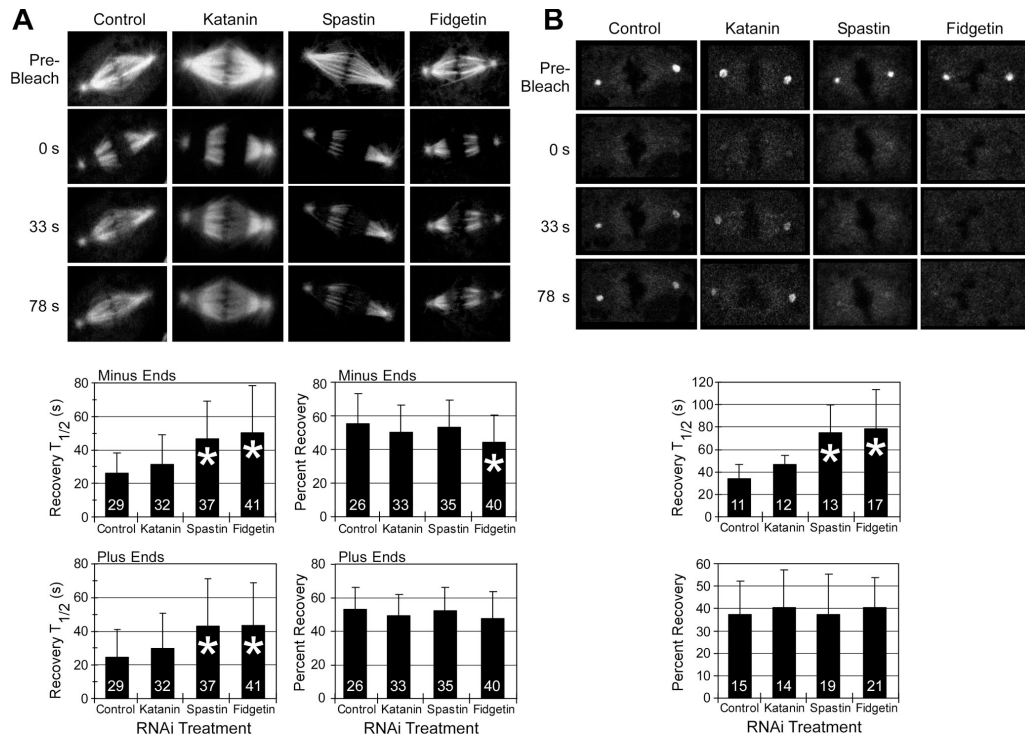 A
Control Katanin Spastin Fidgetin
Pre-
Bleach
0 s
33 s
78 s
Minus Ends
Recovery T1/2 (s)
80
60
40
20
0
* *
29 32 37 41
Control Katanin Spastin Fidgetin
Minus Ends
Percent Recovery
80
60
40
20
0
*
26 33 35 40
Control Katanin Spastin Fidgetin
Plus Ends
Recovery T1/2 (s)
80
60
40
20
0
* *
29 32 37 41
Control Katanin Spastin Fidgetin
RNAi Treatment
Plus Ends
Percent Recovery
80
60
40
20
0
26 33 35 40
Control Katanin Spastin Fidgetin
RNAi Treatment
B
Control Katanin Spastin Fidgetin
Pre-
Bleach
0 s
33 s
78 s
Recovery T1/2 (s)
120
100
80
60
40
20
0
* *
11 12 13 17
Control Katanin Spastin Fidgetin
Percent Recovery
60
50
40
30
20
10
0
15 14 19 21
Control Katanin Spastin Fidgetin
RNAi Treatment